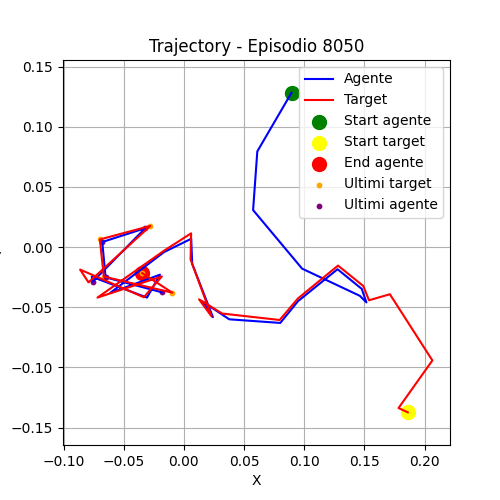 Trajectory - Episodio 8050
0.15
0.10
0.05
0.00
−0.05
−0.10
−0.15
−0.10
−0.05
0.00
0.05
0.10
0.15
0.20
X
Agente
Target
Start agente
Start target
End agente
Ultimi target
Ultimi agente